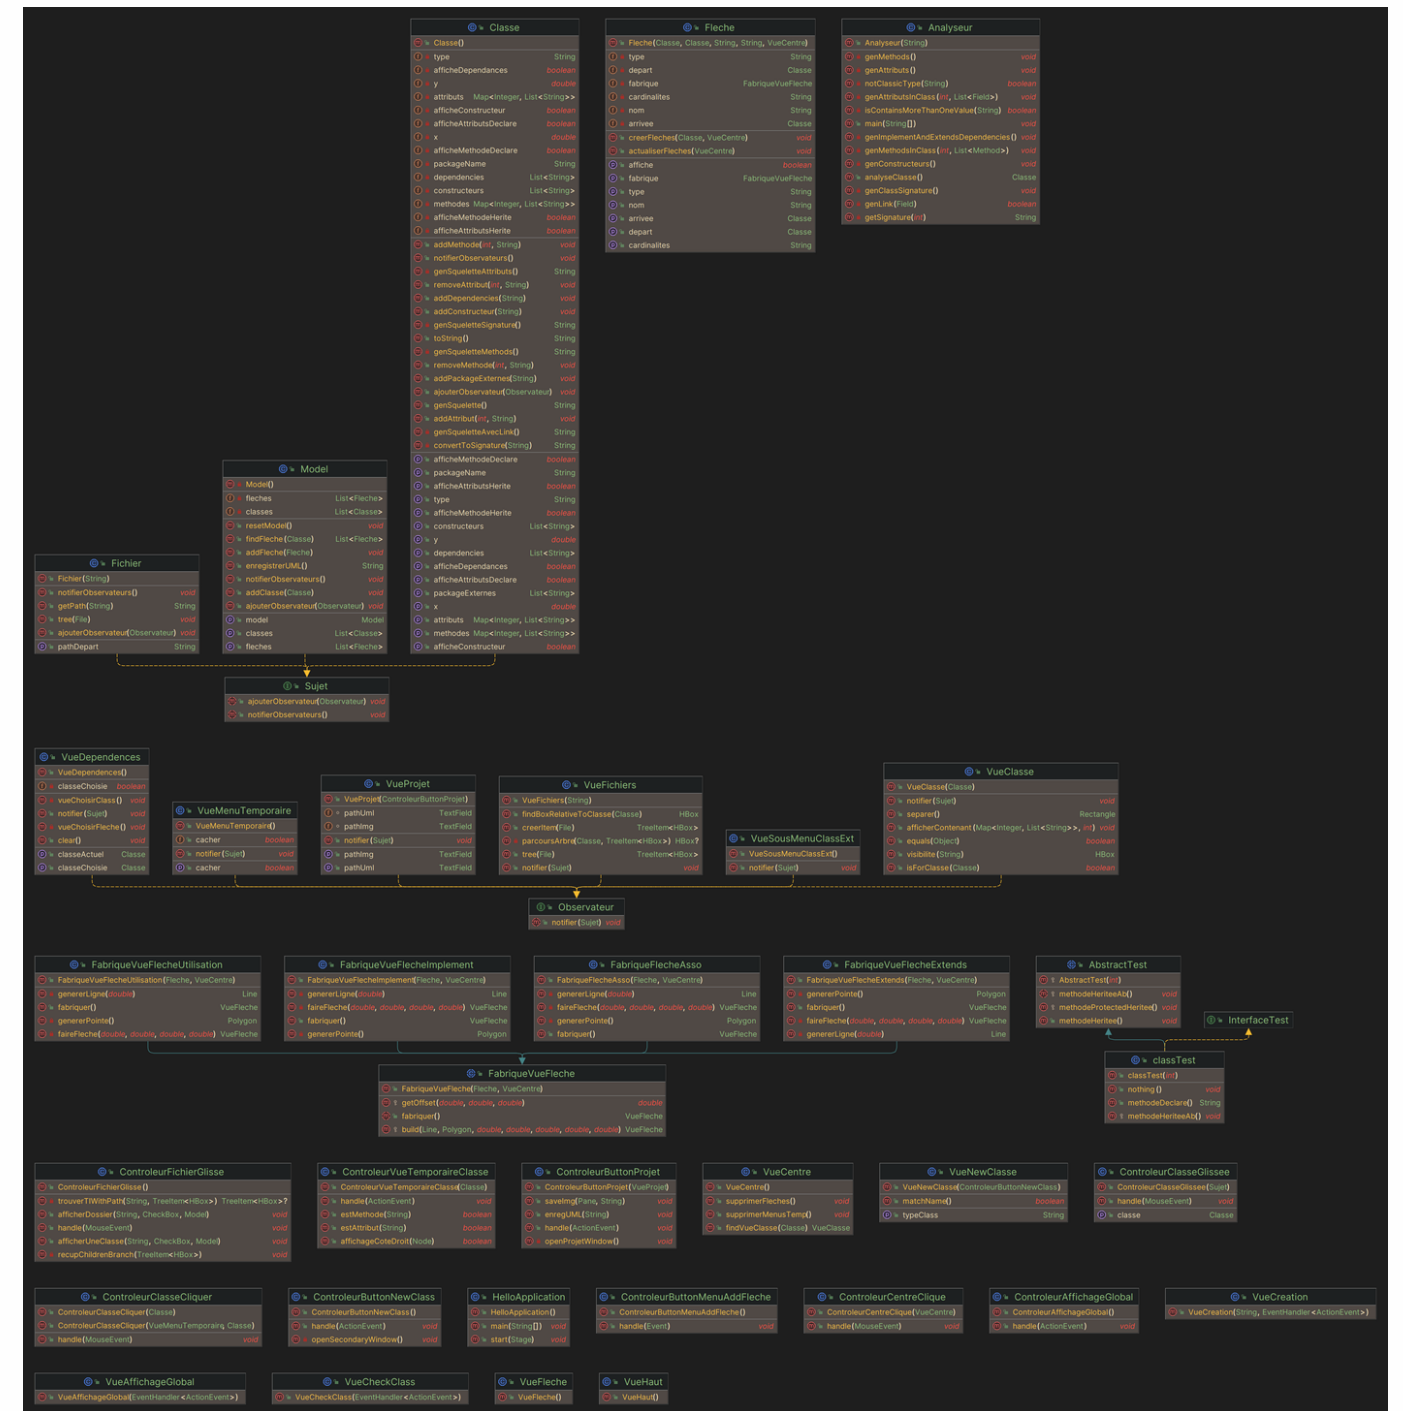 Classe
Classe()
type String
afficheDependances boolean
y double
attributs Map<Integer, List<String>>
afficheConstructeur boolean
afficheAttributsDeclare boolean
x double
afficheMethodeDeclare boolean
packageName String
dependencies List<String>
constructeurs List<String>
methodes Map<Integer, List<String>>
afficheMethodeHerite boolean
afficheAttributsHerite boolean
addMethode(int, String) void
notifierObservateurs() void
genSqueletteAttributs() String
removeAttribut(int, String) void
addDependencies(String) void
addConstructeur(String) void
genSqueletteSignature() String
toString() String
genSqueletteMethods() String
removeMethode(int, String) void
addPackageExternes(String) void
ajouterObservateur(Observateur) void
genSquelette() String
addAttribut(int, String) void
genSqueletteAvecLink() String
convertToSignature(String) String
afficheMethodeDeclare boolean
packageName String
afficheAttributsHerite boolean
type String
afficheMethodeHerite boolean
constructeurs List<String>
y double
dependencies List<String>
afficheDependances boolean
afficheAttributsDeclare boolean
packageExternes List<String>
x double
attributs Map<Integer, List<String>>
methodes Map<Integer, List<String>>
afficheConstructeur boolean
Fleche
Fleche(Classe, Classe, String, String, VueCentre)
type String
depart Classe
fabrique FabriqueVueFleche
cardinalites String
nom String
arrivee Classe
creerFleches(Classe, VueCentre) void
actualiserFleches(VueCentre) void
affiche boolean
fabrique FabriqueVueFleche
type String
nom String
arrivee Classe
depart Classe
cardinalites String
Analyseur
Analyseur(String)
genMethods() void
genAttributs() void
notClassicType(String) boolean
genAttributsInClass(int, List<Field>) void
isContainsMoreThanOneValue(String) boolean
main(String[]) void
genImplementAndExtendsDependencies() void
genMethodsInClass(int, List<Method>) void
genConstructeurs() void
analyseClasse() Classe
genClassSignature() void
genLink(Field) boolean
getSignature(int) String
Model
Model()
fleches List<Fleche>
classes List<Classe>
resetModel() void
findFleche(Classe) List<Fleche>
addFleche(Fleche) void
enregistrerUML() String
notifierObservateurs() void
addClasse(Classe) void
ajouterObservateur(Observateur) void
model Model
classes List<Classe>
fleches List<Fleche>
Fichier
Fichier(String)
notifierObservateurs() void
getPath(String) String
tree(File) void
ajouterObservateur(Observateur) void
pathDepart String
Sujet
ajouterObservateur(Observateur) void
notifierObservateurs() void
VueDependences
VueDependences()
classeChoisie boolean
vueChoisirClass() void
notifier(Sujet) void
vueChoisirFleche() void
clear() void
classeActuel Classe
classeChoisie Classe
VueMenuTemporaire
VueMenuTemporaire()
cacher boolean
notifier(Sujet) void
cacher boolean
VueProjet
VueProjet(ControleurButtonProjet)
pathUml TextField
pathImg TextField
notifier(Sujet) void
pathImg TextField
pathUml TextField
VueFichiers
VueFichiers(String)
findBoxRelativeToClasse(Classe) HBox
creerItem(File) TreeItem<HBox>
parcoursArbre(Classe, TreeItem<HBox>) HBox?
tree(File) TreeItem<HBox>
notifier(Sujet) void
VueSousMenuClassExt
VueSousMenuClassExt()
notifier(Sujet) void
VueClasse
VueClasse(Classe)
notifier(Sujet) void
separer() Rectangle
afficherContenant(Map<Integer, List<String>>, int) void
equals(Object) boolean
visibilite(String) HBox
isForClasse(Classe) boolean
Observateur
notifier(Sujet) void
FabriqueVueFlecheUtilisation
FabriqueVueFlecheUtilisation(Fleche, VueCentre)
genererLigne(double) Line
fabriquer() VueFleche
genererPointe() Polygon
faireFleche(double, double, double, double) VueFleche
FabriqueVueFlecheImplement
FabriqueVueFlecheImplement(Fleche, VueCentre)
genererLigne(double) Line
faireFleche(double, double, double, double) VueFleche
fabriquer() VueFleche
genererPointe() Polygon
FabriqueFlecheAsso
FabriqueFlecheAsso(Fleche, VueCentre)
genererLigne(double) Line
faireFleche(double, double, double, double) VueFleche
genererPointe() Polygon
fabriquer() VueFleche
FabriqueVueFlecheExtends
FabriqueVueFlecheExtends(Fleche, VueCentre)
genererPointe() Polygon
fabriquer() VueFleche
faireFleche(double, double, double, double) VueFleche
genererLigne(double) Line
AbstractTest
AbstractTest(int)
methodeHeriteeAb() void
methodeProtectedHeritee() void
methodeHeritee() void
InterfaceTest
classTest
classTest(int)
nothing() void
methodeDeclare() String
methodeHeriteeAb() void
FabriqueVueFleche
FabriqueVueFleche(Fleche, VueCentre)
getOffset(double, double, double) double
fabriquer() VueFleche
build(Line, Polygon, double, double, double, double, double) VueFleche
ControleurFichierGlisse
ControleurFichierGlisse()
trouverTIWithPath(String, TreeItem<HBox>) TreeItem<HBox>?
afficherDossier(String, CheckBox, Model) void
handle(MouseEvent) void
afficherUneClasse(String, CheckBox, Model) void
recupChildrenBranch(TreeItem<HBox>) void
ControleurVueTemporaireClasse
ControleurVueTemporaireClasse(Classe)
handle(ActionEvent) void
estMethode(String) boolean
estAttribut(String) boolean
affichageCoteDroit(Node) boolean
ControleurButtonProjet
ControleurButtonProjet(VueProjet)
saveImg(Pane, String) void
enregUML(String) void
handle(ActionEvent) void
openProjetWindow() void
VueCentre
VueCentre()
supprimerFleches() void
supprimerMenusTemp() void
findVueClasse(Classe) VueClasse
VueNewClasse
VueNewClasse(ControleurButtonNewClass)
matchName() boolean
typeClass String
ControleurClasseGlissee
ControleurClasseGlissee(Sujet)
handle(MouseEvent) void
classe Classe
ControleurClasseCliquer
ControleurClasseCliquer(Classe)
ControleurClasseCliquer(VueMenuTemporaire, Classe)
handle(MouseEvent) void
ControleurButtonNewClass
ControleurButtonNewClass()
handle(ActionEvent) void
openSecondaryWindow() void
HelloApplication
HelloApplication()
main(String[]) void
start(Stage) void
ControleurButtonMenuAddFleche
ControleurButtonMenuAddFleche()
handle(Event) void
ControleurCentreClique
ControleurCentreClique(VueCentre)
handle(MouseEvent) void
ControleurAffichageGlobal
ControleurAffichageGlobal()
handle(ActionEvent) void
VueCreation
VueCreation(String, EventHandler<ActionEvent>)
VueAffichageGlobal
VueAffichageGlobal(EventHandler<ActionEvent>)
VueCheckClass
VueCheckClass(EventHandler<ActionEvent>)
VueFleche
VueFleche()
VueHaut
VueHaut()